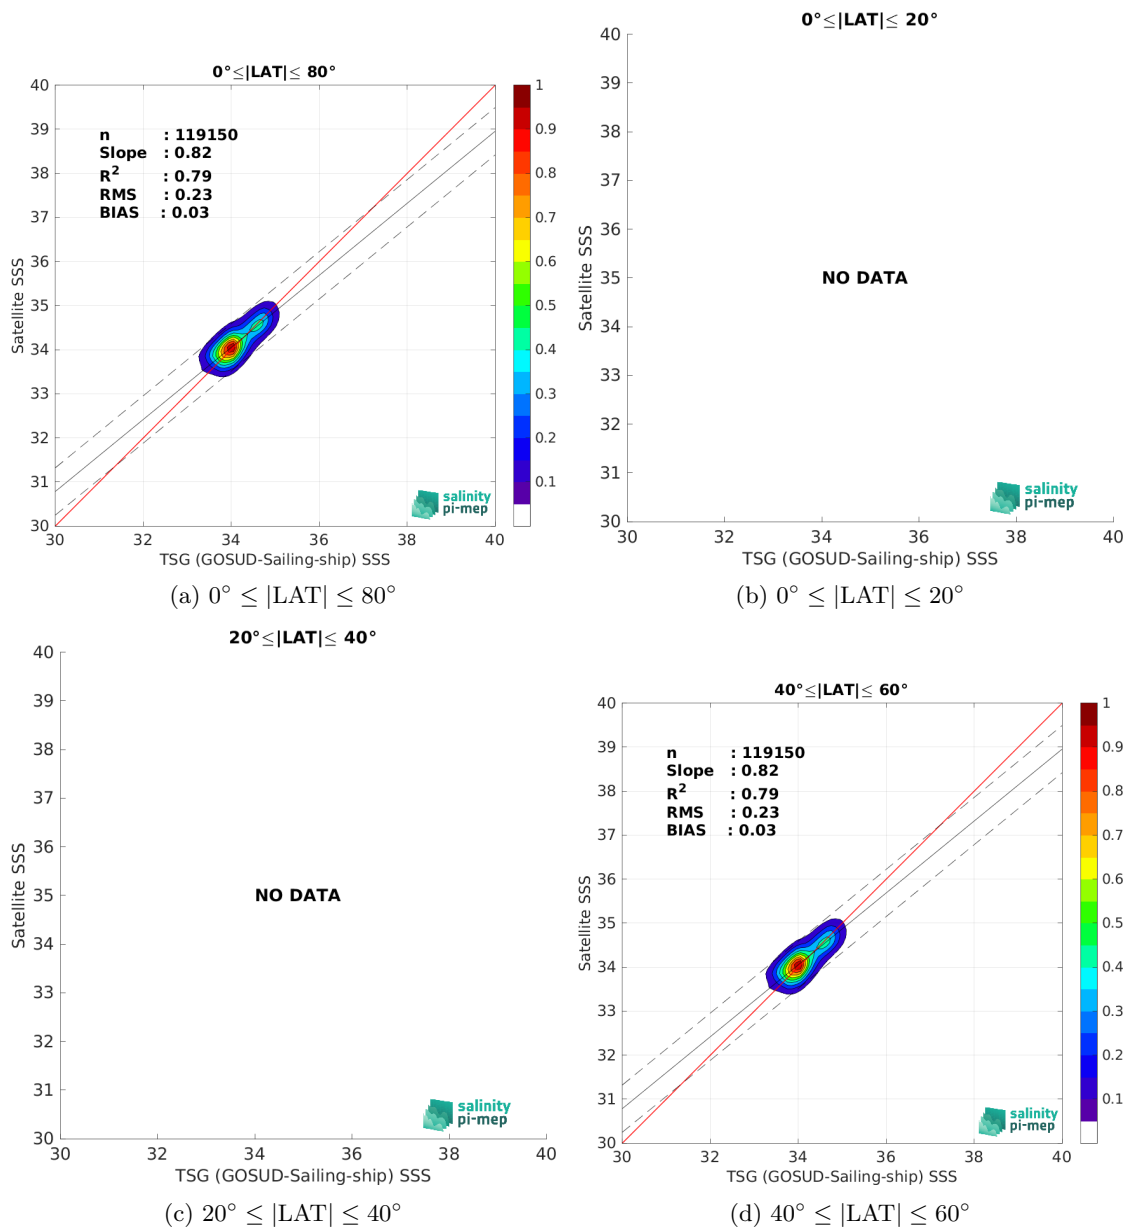 0°≤|LAT|≤ 80°
40
39
38
37
36
35
34
33
32
31
30
n : 119150
Slope : 0.82
R2 : 0.79
RMS : 0.23
BIAS : 0.03
Satellite SSS
30 32 34 36 38 40
TSG (GOSUD-Sailing-ship) SSS
1
0.9
0.8
0.7
0.6
0.5
0.4
0.3
0.2
0.1
salinity
pi-mep
(a) 0° ≤ |LAT| ≤ 80°
0°≤|LAT|≤ 20°
40
39
38
37
36
35
34
33
32
31
30
Satellite SSS
NO DATA
salinity
pi-mep
30 32 34 36 38 40
TSG (GOSUD-Sailing-ship) SSS
(b) 0° ≤ |LAT| ≤ 20°
20°≤|LAT|≤ 40°
40
39
38
37
36
35
34
33
32
31
30
Satellite SSS
NO DATA
salinity
pi-mep
30 32 34 36 38 40
TSG (GOSUD-Sailing-ship) SSS
(c) 20° ≤ |LAT| ≤ 40°
40°≤|LAT|≤ 60°
40
39
38
37
36
35
34
33
32
31
30
n : 119150
Slope : 0.82
R2 : 0.79
RMS : 0.23
BIAS : 0.03
Satellite SSS
30 32 34 36 38 40
TSG (GOSUD-Sailing-ship) SSS
1
0.9
0.8
0.7
0.6
0.5
0.4
0.3
0.2
0.1
salinity
pi-mep
(d) 40° ≤ |LAT| ≤ 60°